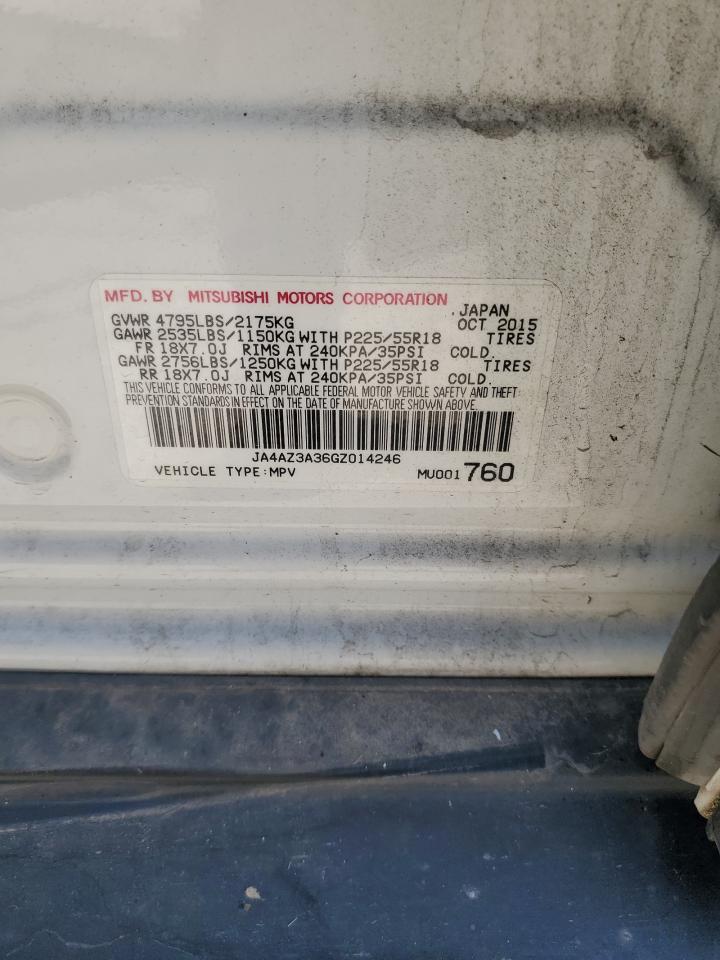 MFD. BY MITSUBISHI MOTORS CORPORATION JAPAN
GVWR 4795LBS/2175KG OCT 2015
GAWR 2535LBS/1150KG WITH P225/55R18 TIRES
FR 18X7.0J RIMS AT 240KPA/35PSI COLD.
GAWR 2756LBS/1250KG WITH P225/55R18 TIRES
RR 18X7.0J RIMS AT 240KPA/35PSI COLD.
THIS VEHICLE CONFORMS TO ALL APPLICABLE FEDERAL MOTOR VEHICLE SAFETY AND THEFT
PREVENTION STANDARDS IN EFFECT ON THE DATE OF MANUFACTURE SHOWN ABOVE.
JA4AZ3A36GZ014246
VEHICLE TYPE:MPV MU001760